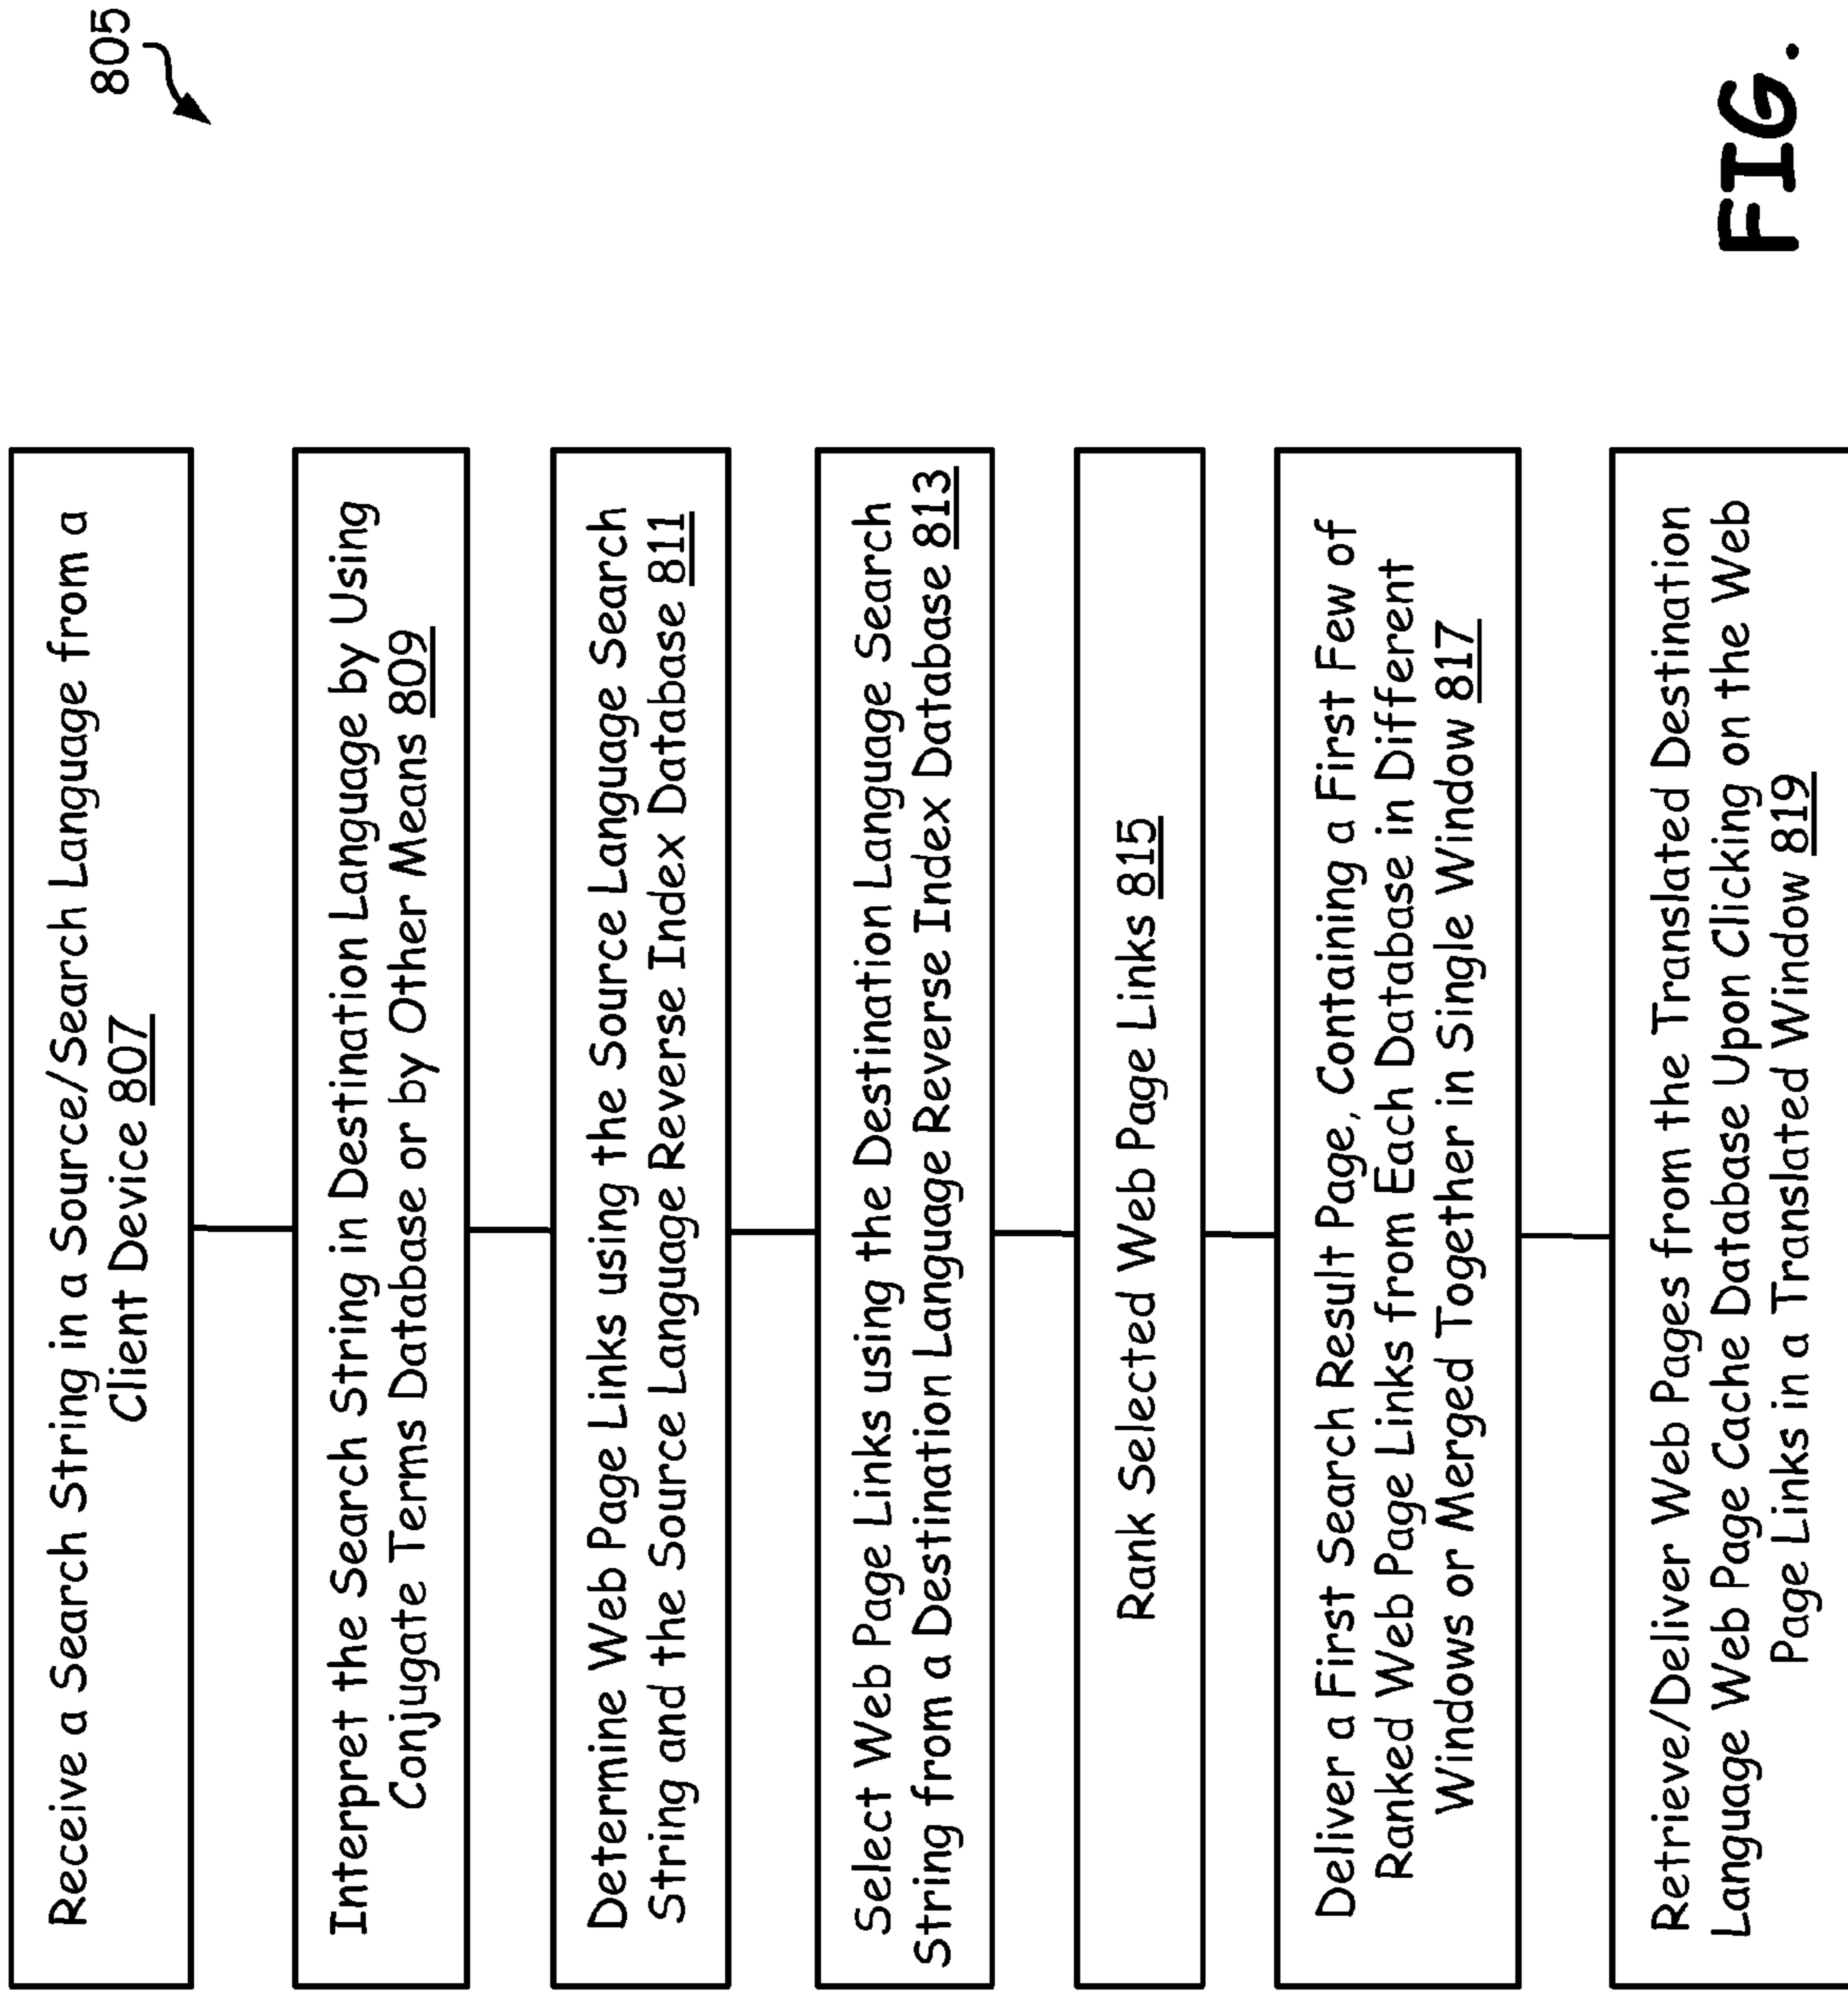 805
Receive a Search String in a Source/Search Language from a
Client Device 807
Interpret the Search String in Destination Language by Using
Conjugate Terms Database or by Other Means 809
Determine Web Page Links using the Source Language Search
String and the Source Language Reverse Index Database 811
Select Web Page Links using the Destination Language Search
String from a Destination Language Reverse Index Database 813
Rank Selected Web Page Links 815
Deliver a First Search Result Page, Containing a First Few of
Ranked Web Page Links from Each Database in Different
Windows or Merged Together in Single Window 817
Retrieve/Deliver Web Pages from the Translated Destination
Language Web Page Cache Database Upon Clicking on the Web
Page Links in a Translated Window 819
FIG.